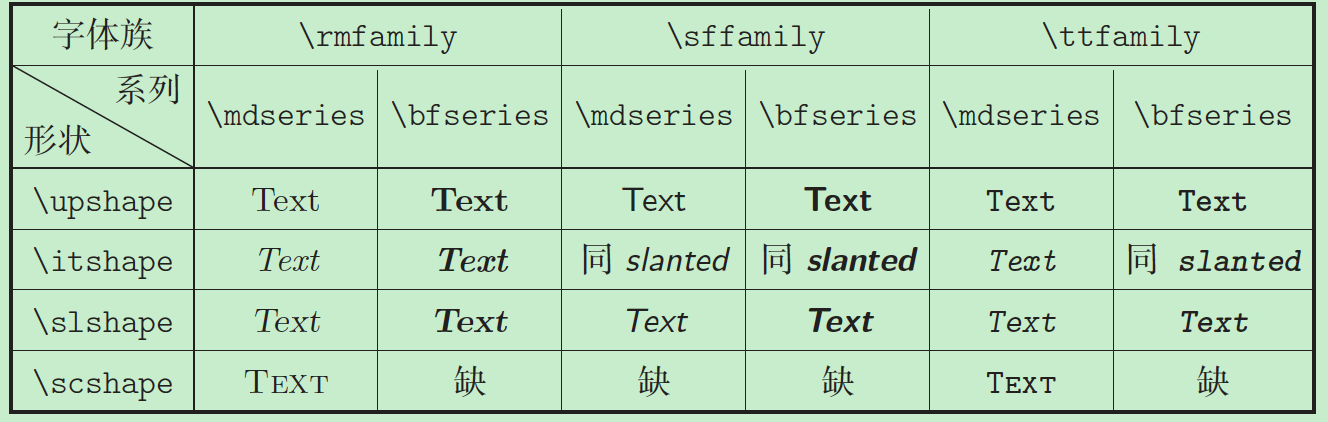 字体族 \rmfamily \sffamily \ttfamily
系列
形状 \mdseries \bfseries \mdseries \bfseries \mdseries \bfseries
\upshape Text Text Text Text Text Text
\itshape Text Text 同 slanted 同 slanted Text 同 slanted
\slshape Text Text Text Text Text Text
\scshape TEXT 缺 缺 缺 TEXT 缺